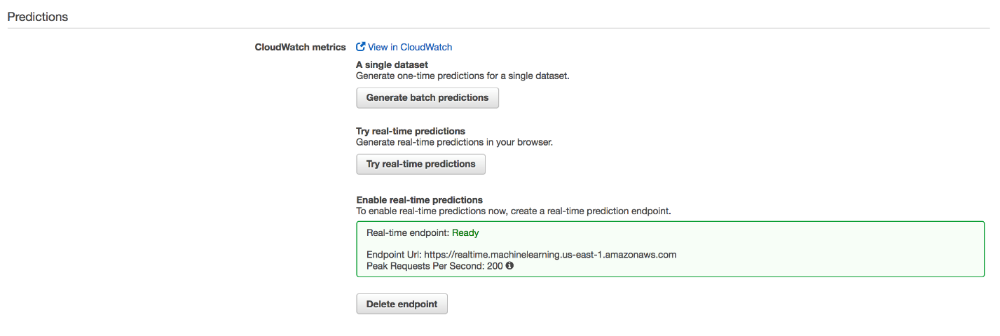 Predictions
CloudWatch metrics View in CloudWatch
A single dataset
Generate one-time predictions for a single dataset.
Generate batch predictions
Try real-time predictions
Generate real-time predictions in your browser.
Try real-time predictions
Enable real-time predictions
To enable real-time predictions now, create a real-time prediction endpoint.
Real-time endpoint: Ready
Endpoint Url: https://realtime.machinelearning.us-east-1.amazonaws.com
Peak Requests Per Second: 200
Delete endpoint